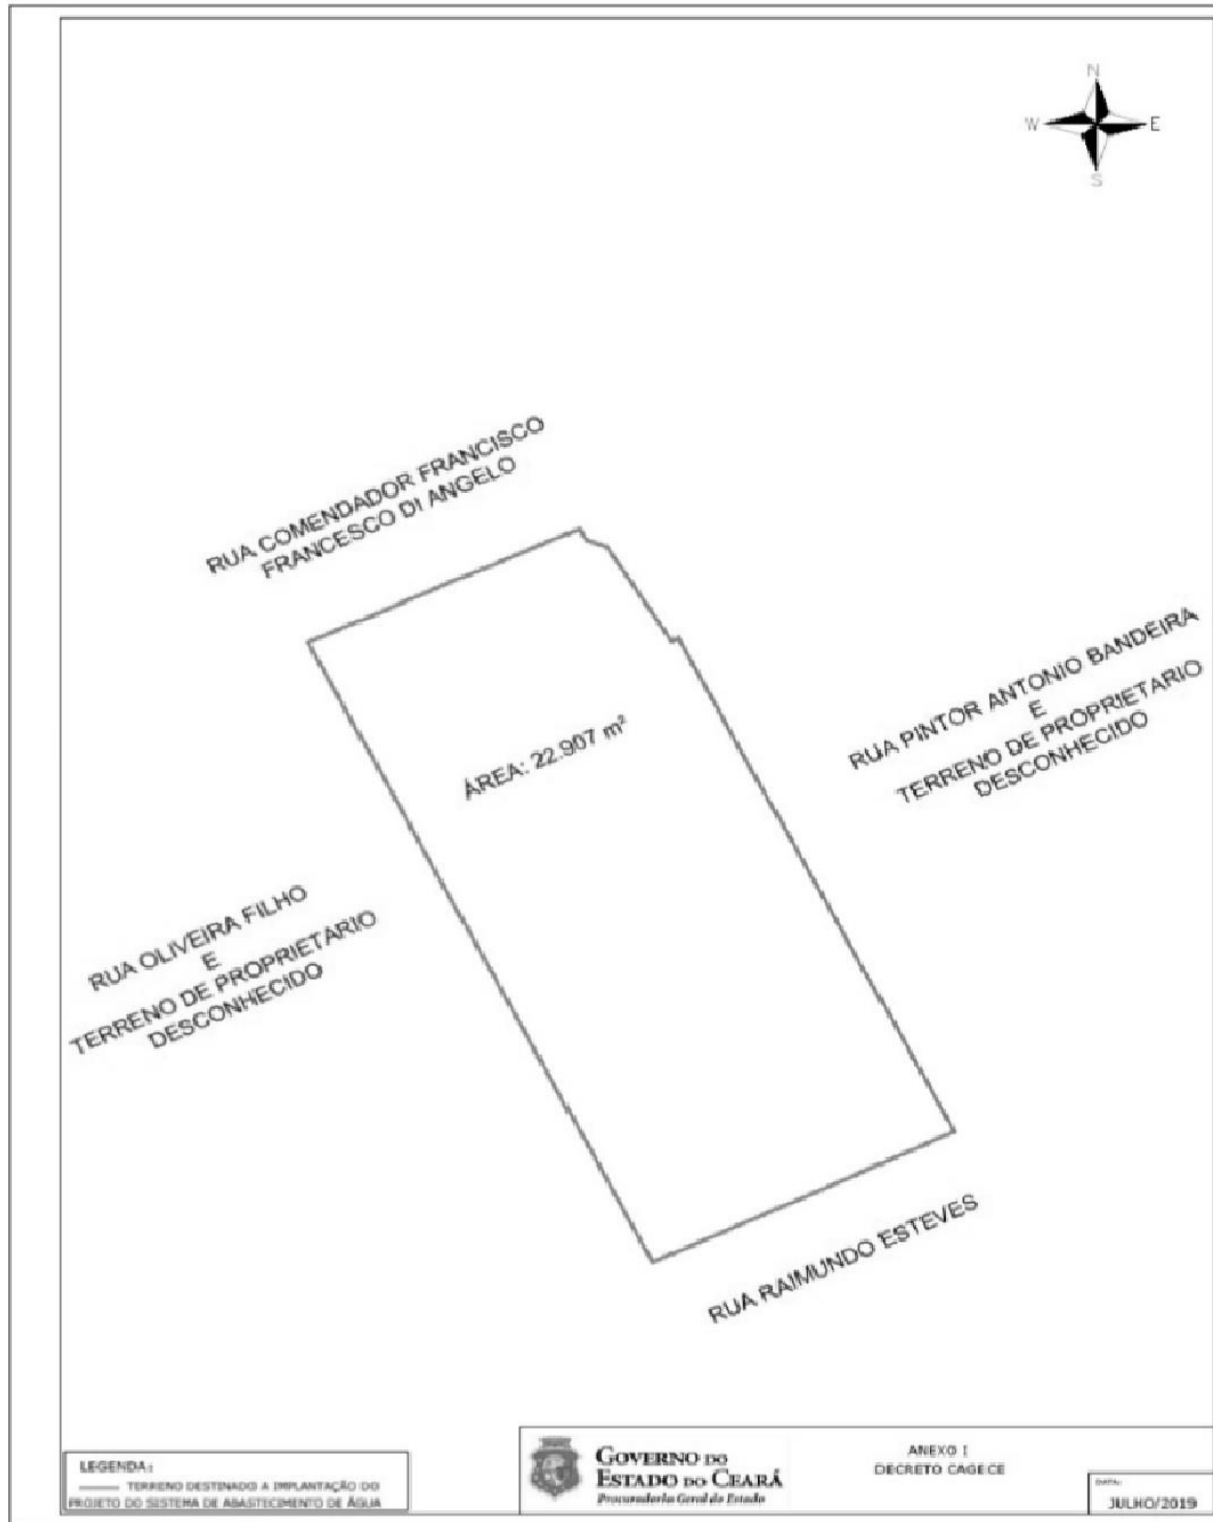 N
W E
S
RUA COMENDADOR FRANCISCO
FRANCESCO DI ANGELO
RUA PINTOR ANTONIO BANDEIRA
E
TERRENO DE PROPRIETARIO
DESCONHECIDO
ÁREA: 22.907 m²
RUA OLIVEIRA FILHO
E
TERRENO DE PROPRIETARIO
DESCONHECIDO
RUA RAIMUNDO ESTEVES
LEGENDA:
TERRENO DESTINADO A IMPLANTAÇÃO DO
PROJETO DO SISTEMA DE ABASTECIMENTO DE ÁGUA
GOVERNO DO
ESTADO DO CEARÁ
Procuradoria Geral do Estado
ANEXO I
DECRETO CAGECE
DATA:
JULHO/2019